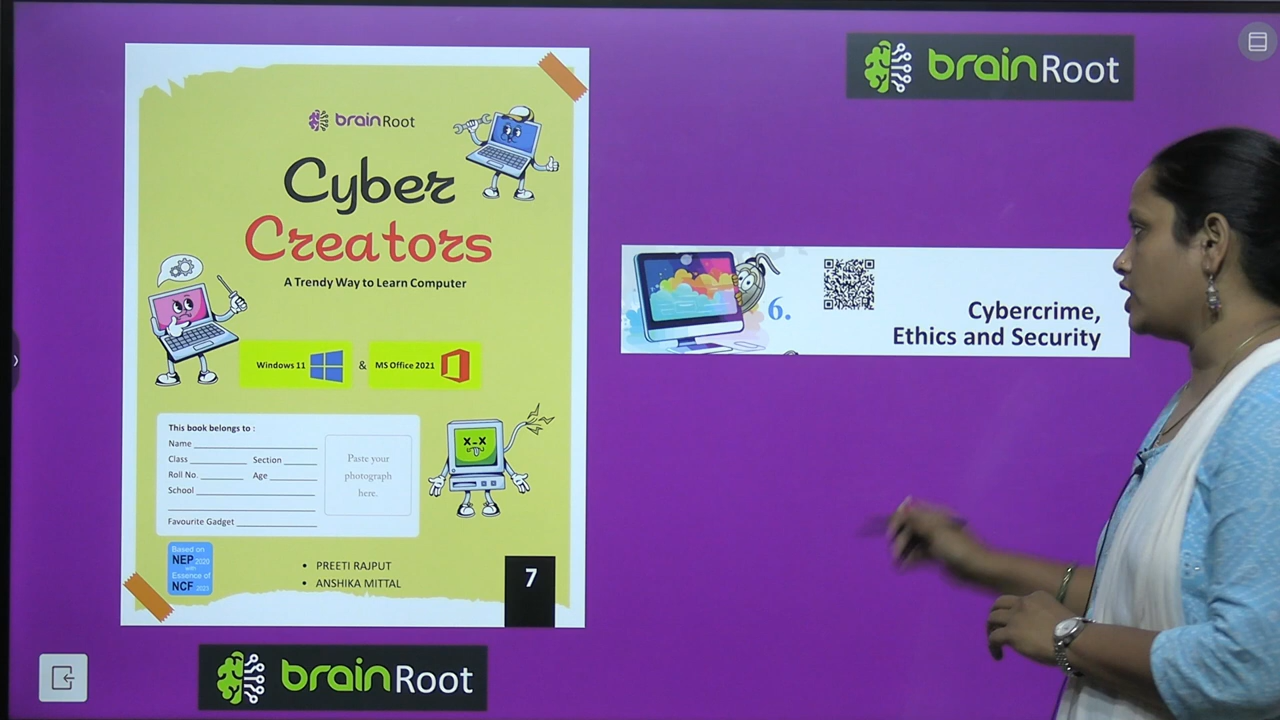 brainRoot
Cyber
Creators
A Trendy Way to Learn Computer
Windows 11 & MS Office 2021
This book belongs to :
Name
Class Section
Roll No. Age
School
Favourite Gadget
Paste your
photograph
here.
Based on
NEP 2020
with
Essence of
NCF 2023
• PREETI RAJPUT
• ANSHIKA MITTAL
7
brainRoot
brainRoot
6.
Cybercrime,
Ethics and Security